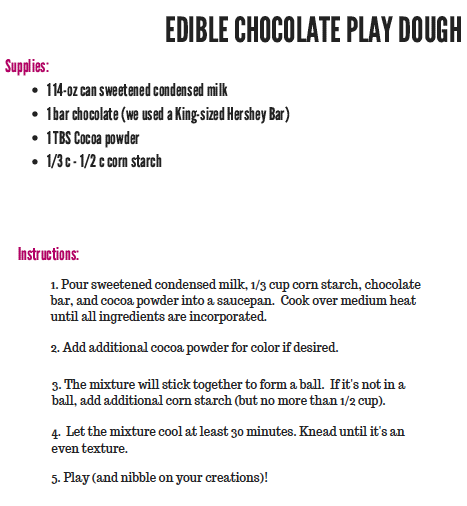 EDIBLE CHOCOLATE PLAY DOUGH
Supplies:
• 1 14-oz can sweetened condensed milk
• 1 bar chocolate (we used a King-sized Hershey Bar)
• 1 TBS Cocoa powder
• 1/3 c - 1/2 c corn starch
Instructions:
1. Pour sweetened condensed milk, 1/3 cup corn starch, chocolate
bar, and cocoa powder into a saucepan.  Cook over medium heat
until all ingredients are incorporated.
2. Add additional cocoa powder for color if desired.
3. The mixture will stick together to form a ball.  If it's not in a
ball, add additional corn starch (but no more than 1/2 cup).
4.  Let the mixture cool at least 30 minutes. Knead until it's an
even texture.
5. Play (and nibble on your creations)!